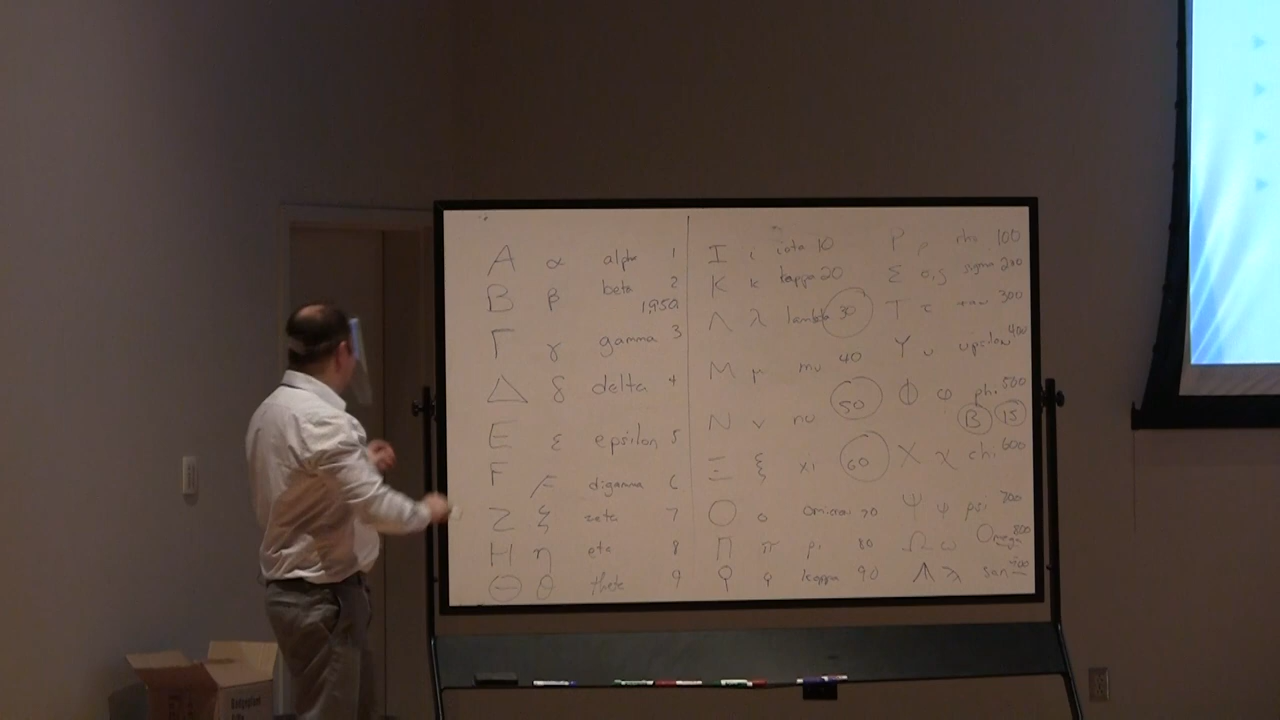 Α α alpha 1
Β β beta 2
1,950
Γ γ gamma 3
Δ δ delta 4
Ε ε epsilon 5
F digamma 6
Ζ ζ zeta 7
Η η eta 8
Θ θ theta 9
Ι ι iota 10
Κ κ kappa 20
Λ λ lambda 30
Μ μ mu 40
Ν ν nu 50
Ξ ξ xi 60
Ο ο omicron 70
Π π pi 80
Ϙ ϙ koppa 90
Ρ ρ rho 100
Σ σ,ς sigma 200
Τ τ tau 300
Υ υ upsilon 400
Φ φ phi 500
B 15
Χ χ chi 600
Ψ ψ psi 700
Ω ω Omega 800
san 900